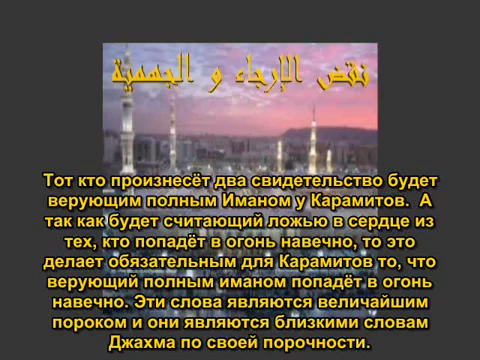 نقض الإرجاء و الجهمية
Тот кто произнесёт два свидетельство будет
верующим полным Иманом у Карамитов. А
так как будет считающий ложью в сердце из
тех, кто попадёт в огонь навечно, то это
делает обязательным для Карамитов то, что
верующий полным иманом попадёт в огонь
навечно. Эти слова являются величайшим
пороком и они являются близкими словам
Джахма по своей порочности.